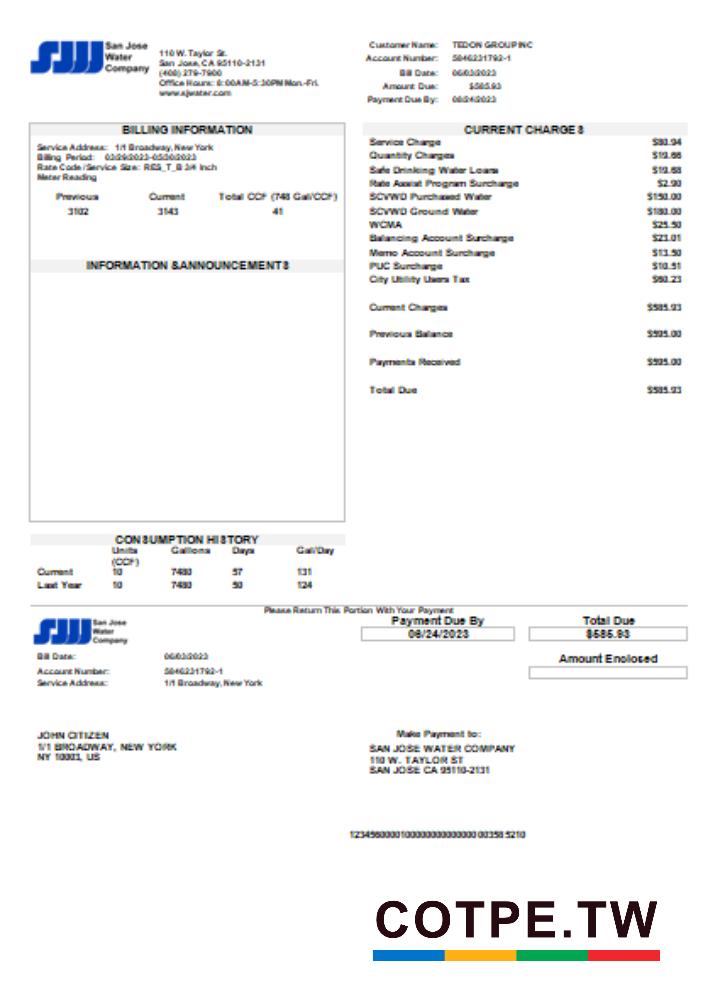 San Jose
Water
Company
110 W. Taylor St.
San Jose, CA 95110-2131
(408) 279-7900
Office Hours: 8:00AM-5:30PM Mon.-Fri.
www.sjwater.com
Customer Name: TEDON GROUP INC
Account Number: 5846231792-1
Bill Date: 06/03/2023
Amount Due: $585.93
Payment Due By: 06/24/2023
BILLING INFORMATION
Service Address: 1/1 Broadway, New York
Billing Period: 03/29/2023-05/30/2023
Rate Code /Service Size: RES_T_B 3/4 Inch
Meter Reading
Previous Current Total CCF (748 Gal/CCF)
3102 3143 41
INFORMATION &ANNOUNCEMENTS
CURRENT CHARGES
Service Charge $80.94
Quantity Charges $19.66
Safe Drinking Water Loans $19.68
Rate Assist Program Surcharge $2.90
SCVWD Purchased Water $150.00
SCVWD Ground Water $180.00
WCMA $25.50
Balancing Account Surcharge $23.01
Memo Account Surcharge $13.50
PUC Surcharge $10.51
City Utility Users Tax $60.23
Current Charges $585.93
Previous Balance $595.00
Payments Received $595.00
Total Due $585.93
CONSUMPTION HISTORY
Units Gallons Days Gal/Day
(CCF)
Current 10 7480 57 131
Last Year 10 7480 50 124
Please Return This Portion With Your Payment
San Jose
Water
Company
Payment Due By Total Due
06/24/2023 $585.93
Amount Enclosed
Bill Date: 06/03/2023
Account Number: 5846231792-1
Service Address: 1/1 Broadway, New York
JOHN CITIZEN
1/1 BROADWAY, NEW YORK
NY 10003, US
Make Payment to:
SAN JOSE WATER COMPANY
110 W. TAYLOR ST
SAN JOSE CA 95110-2131
COTPE.TW